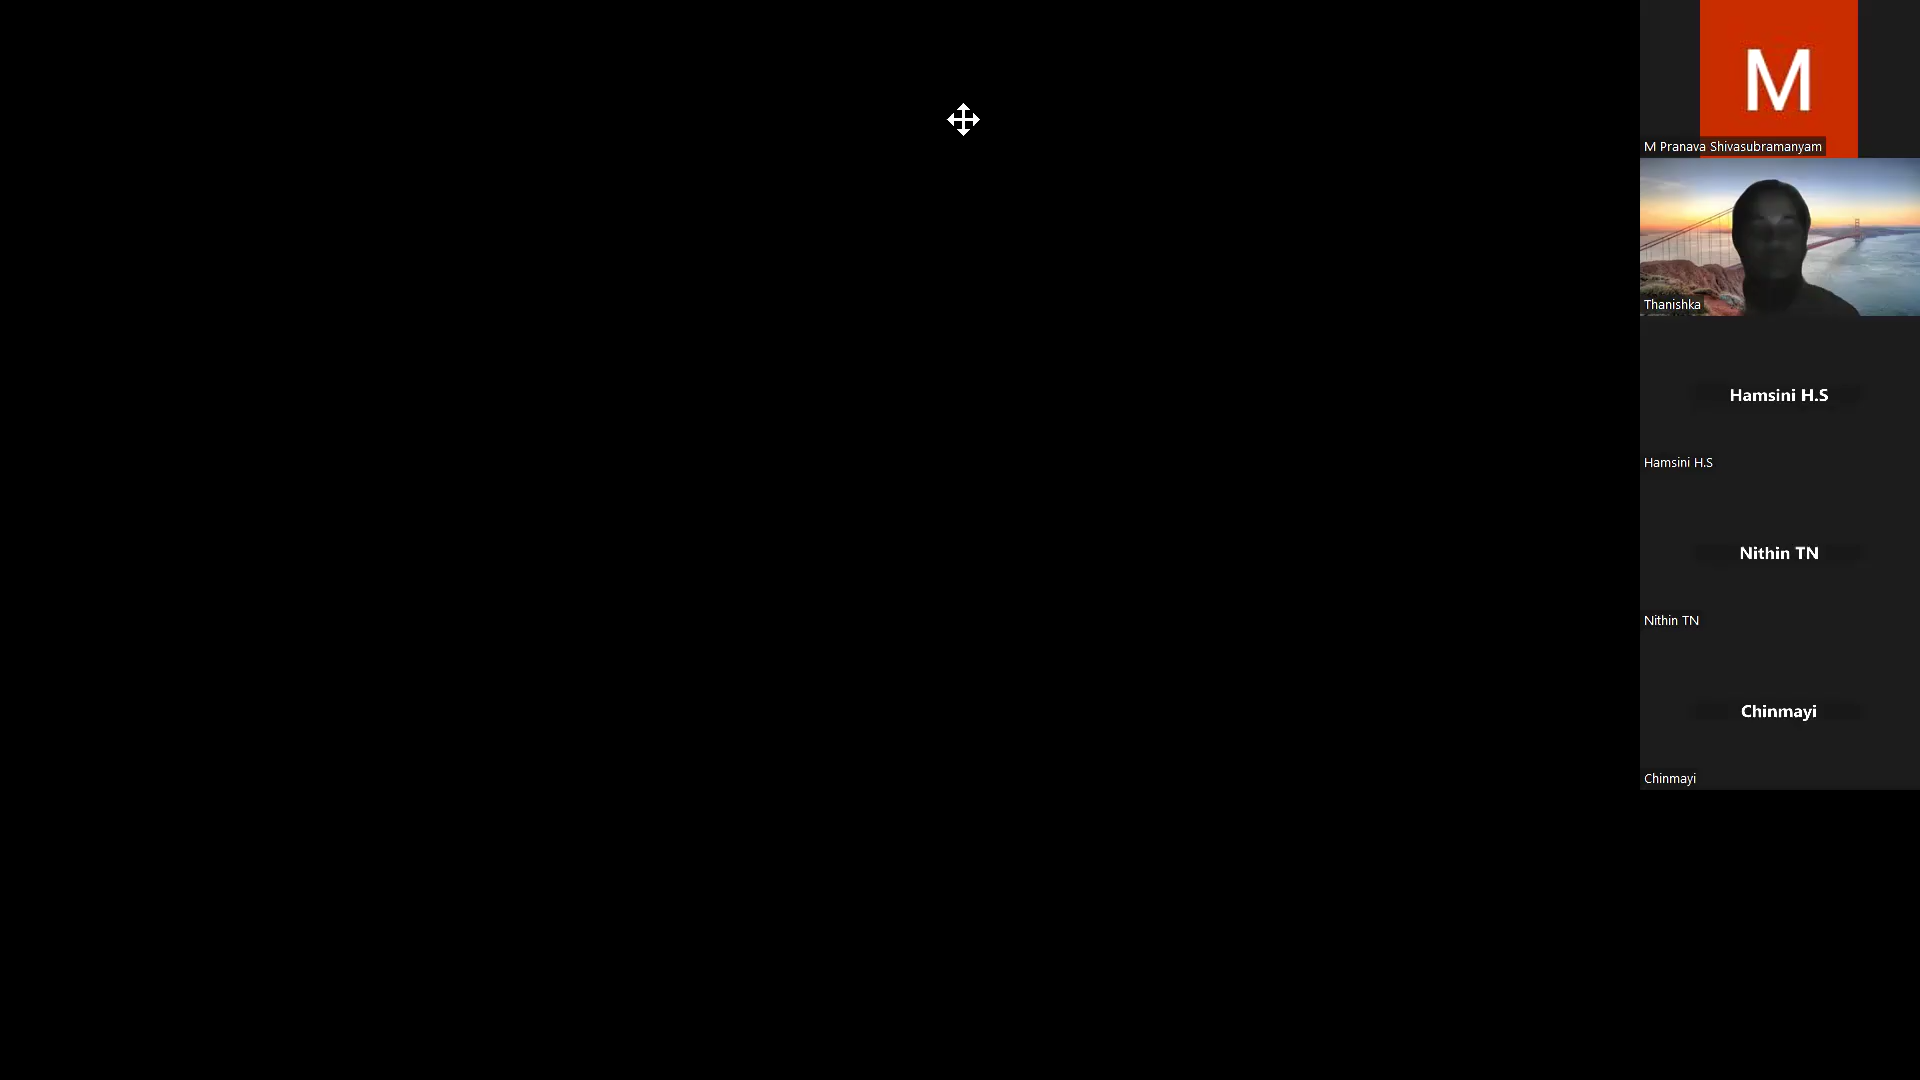 M
M Pranava Shivasubramanyam
Thanishka
Hamsini H.S
Hamsini H.S
Nithin TN
Nithin TN
Chinmayi
Chinmayi